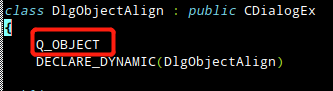 class DlgObjectAlign : public CDialogEx
{
Q_OBJECT
DECLARE_DYNAMIC(DlgObjectAlign)